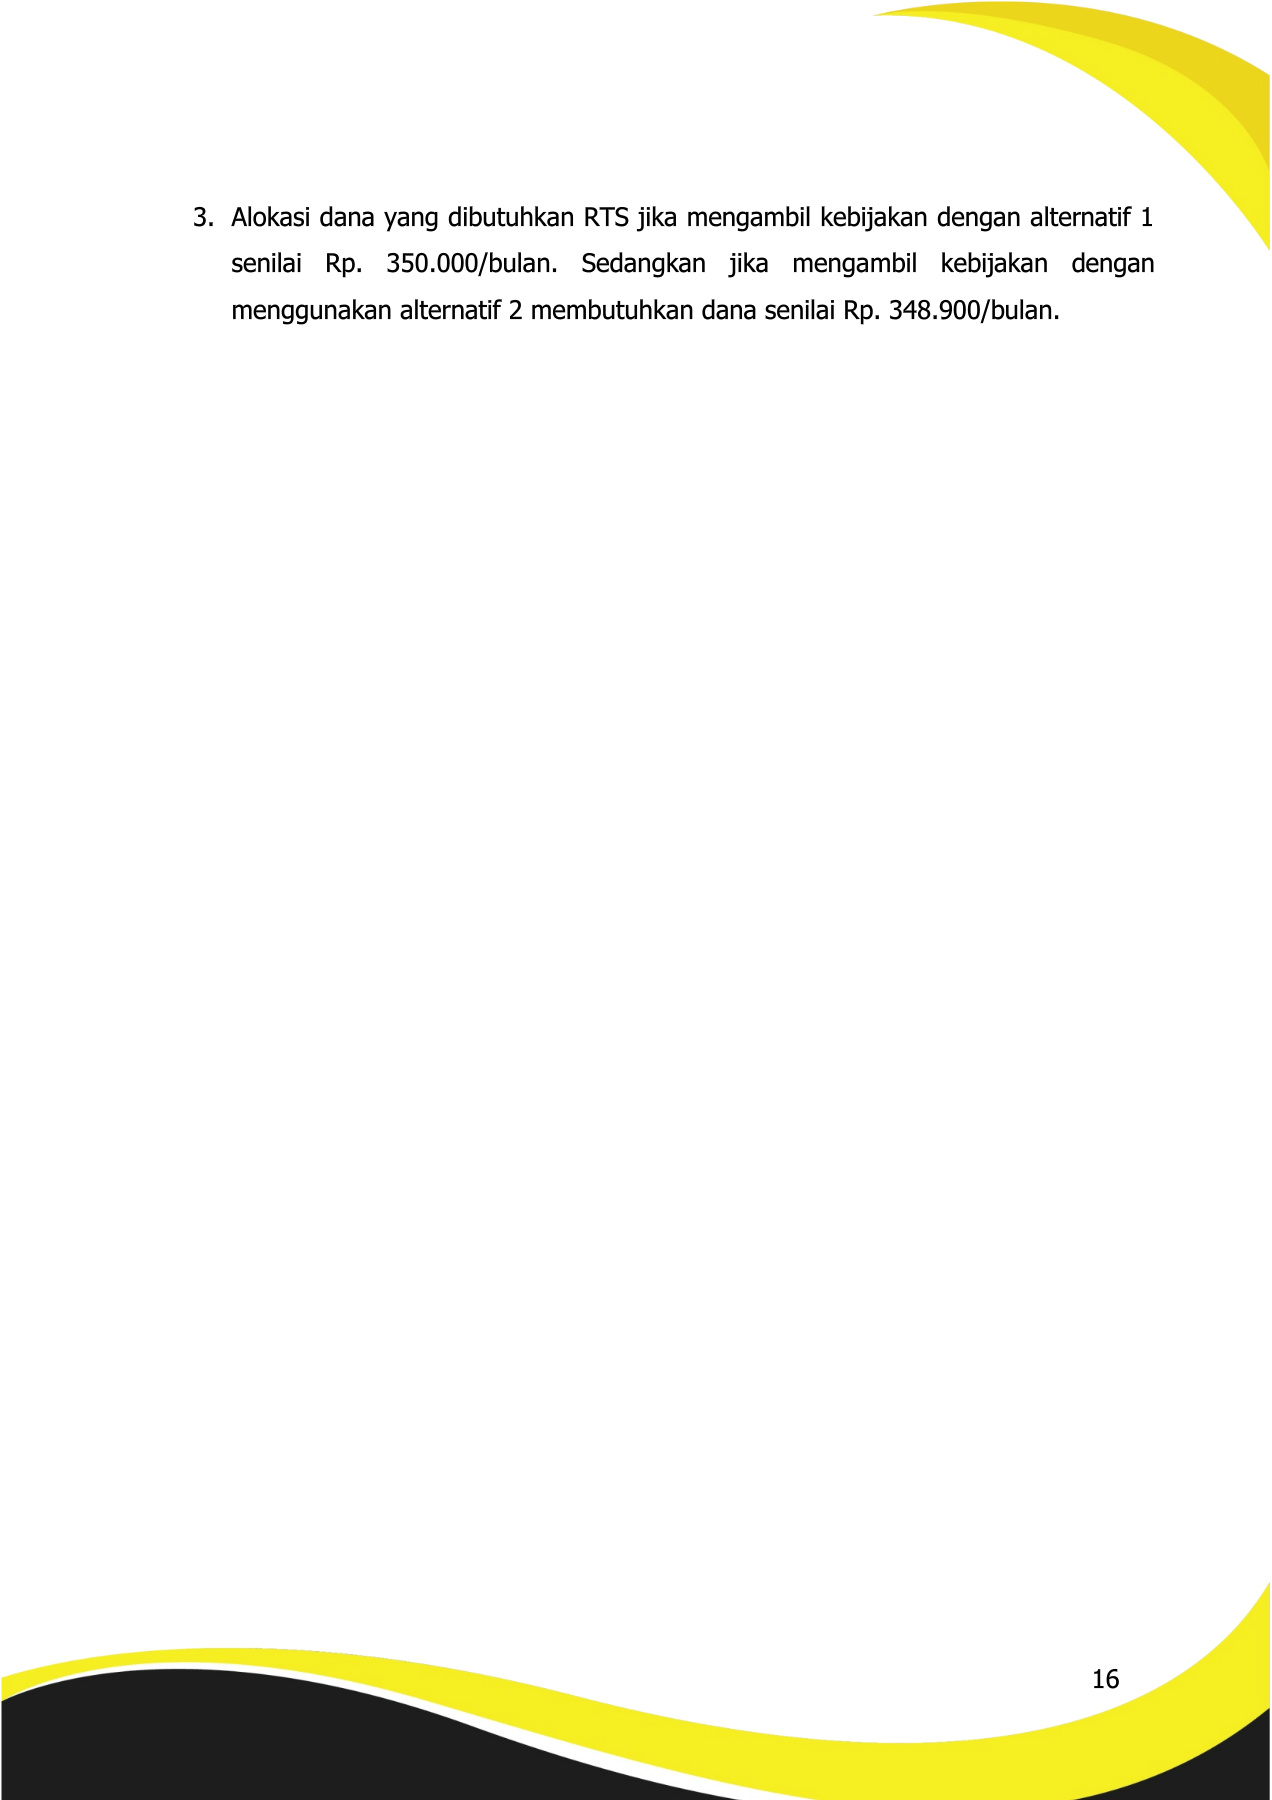 3. Alokasi dana yang dibutuhkan RTS jika mengambil kebijakan dengan alternatif 1
senilai Rp. 350.000/bulan. Sedangkan jika mengambil kebijakan dengan
menggunakan alternatif 2 membutuhkan dana senilai Rp. 348.900/bulan.
16